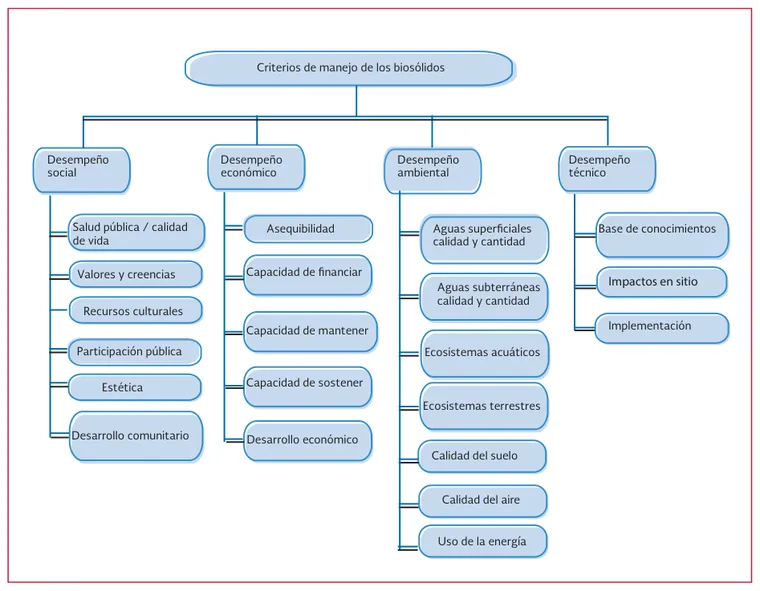 Criterios de manejo de los biosólidos
Desempeño
social
Salud pública / calidad
de vida
Valores y creencias
Recursos culturales
Participación pública
Estética
Desarrollo comunitario
Desempeño
económico
Asequibilidad
Capacidad de financiar
Capacidad de mantener
Capacidad de sostener
Desarrollo económico
Desempeño
ambiental
Aguas superficiales
calidad y cantidad
Aguas subterráneas
calidad y cantidad
Ecosistemas acuáticos
Ecosistemas terrestres
Calidad del suelo
Calidad del aire
Uso de la energía
Desempeño
técnico
Base de conocimientos
Impactos en sitio
Implementación